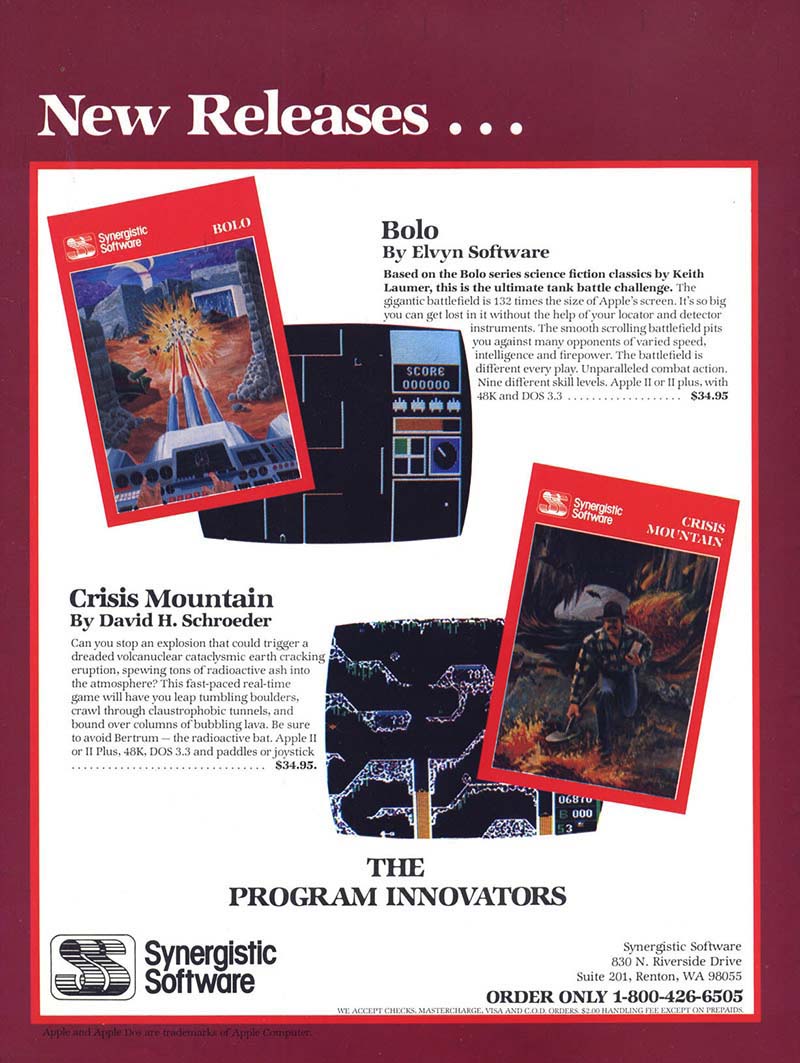 New Releases . . .
Synergistic
Software
BOLO
Bolo
By Elvyn Software
Based on the Bolo series science fiction classics by Keith
Laumer, this is the ultimate tank battle challenge. The
gigantic battlefield is 132 times the size of Apple's screen. It's so big
you can get lost in it without the help of your locator and detector
instruments. The smooth scrolling battlefield pits
you against many opponents of varied speed,
intelligence and firepower. The battlefield is
different every play. Unparalleled combat action.
Nine different skill levels. Apple II or II plus, with
48K and DOS 3.3 . . . . . . . . . . . . . . . . . . . $34.95
SCORE
000000
Synergistic
Software
CRISIS
MOUNTAIN
Crisis Mountain
By David H. Schroeder
Can you stop an explosion that could trigger a
dreaded volcanuclear cataclysmic earth cracking
eruption, spewing tons of radioactive ash into
the atmosphere? This fast-paced real-time
game will have you leap tumbling boulders,
crawl through claustrophobic tunnels, and
bound over columns of bubbling lava. Be sure
to avoid Bertrum — the radioactive bat. Apple II
or II Plus, 48K, DOS 3.3 and paddles or joystick
. . . . . . . . . . . . . . . . . . . . . . . . . . . . . . . $34.95.
78
73
06870
B 000
53
THE
PROGRAM INNOVATORS
Synergistic
Software
Synergistic Software
830 N. Riverside Drive
Suite 201, Renton, WA 98055
ORDER ONLY 1-800-426-6505
WE ACCEPT CHECKS, MASTERCHARGE, VISA AND C.O.D. ORDERS. $2.00 HANDLING FEE EXCEPT ON PREPAIDS.
Apple and Apple Dos are trademarks of Apple Computer.